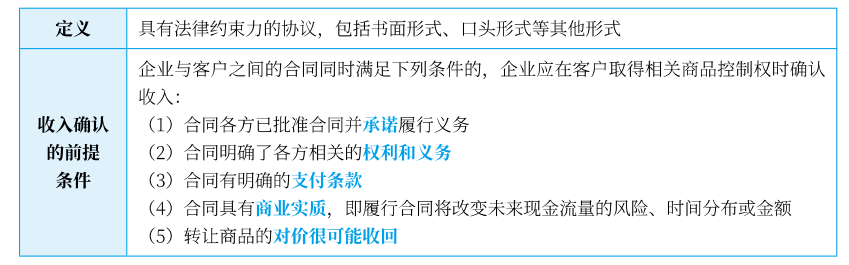 定义
具有法律约束力的协议，包括书面形式、口头形式等其他形式
收入确认
的前提
条件
企业与客户之间的合同同时满足下列条件的，企业应在客户取得相关商品控制权时确认
收入：
（1）合同各方已批准合同并承诺履行义务
（2）合同明确了各方相关的权利和义务
（3）合同有明确的支付条款
（4）合同具有商业实质，即履行合同将改变未来现金流量的风险、时间分布或金额
（5）转让商品的对价很可能收回